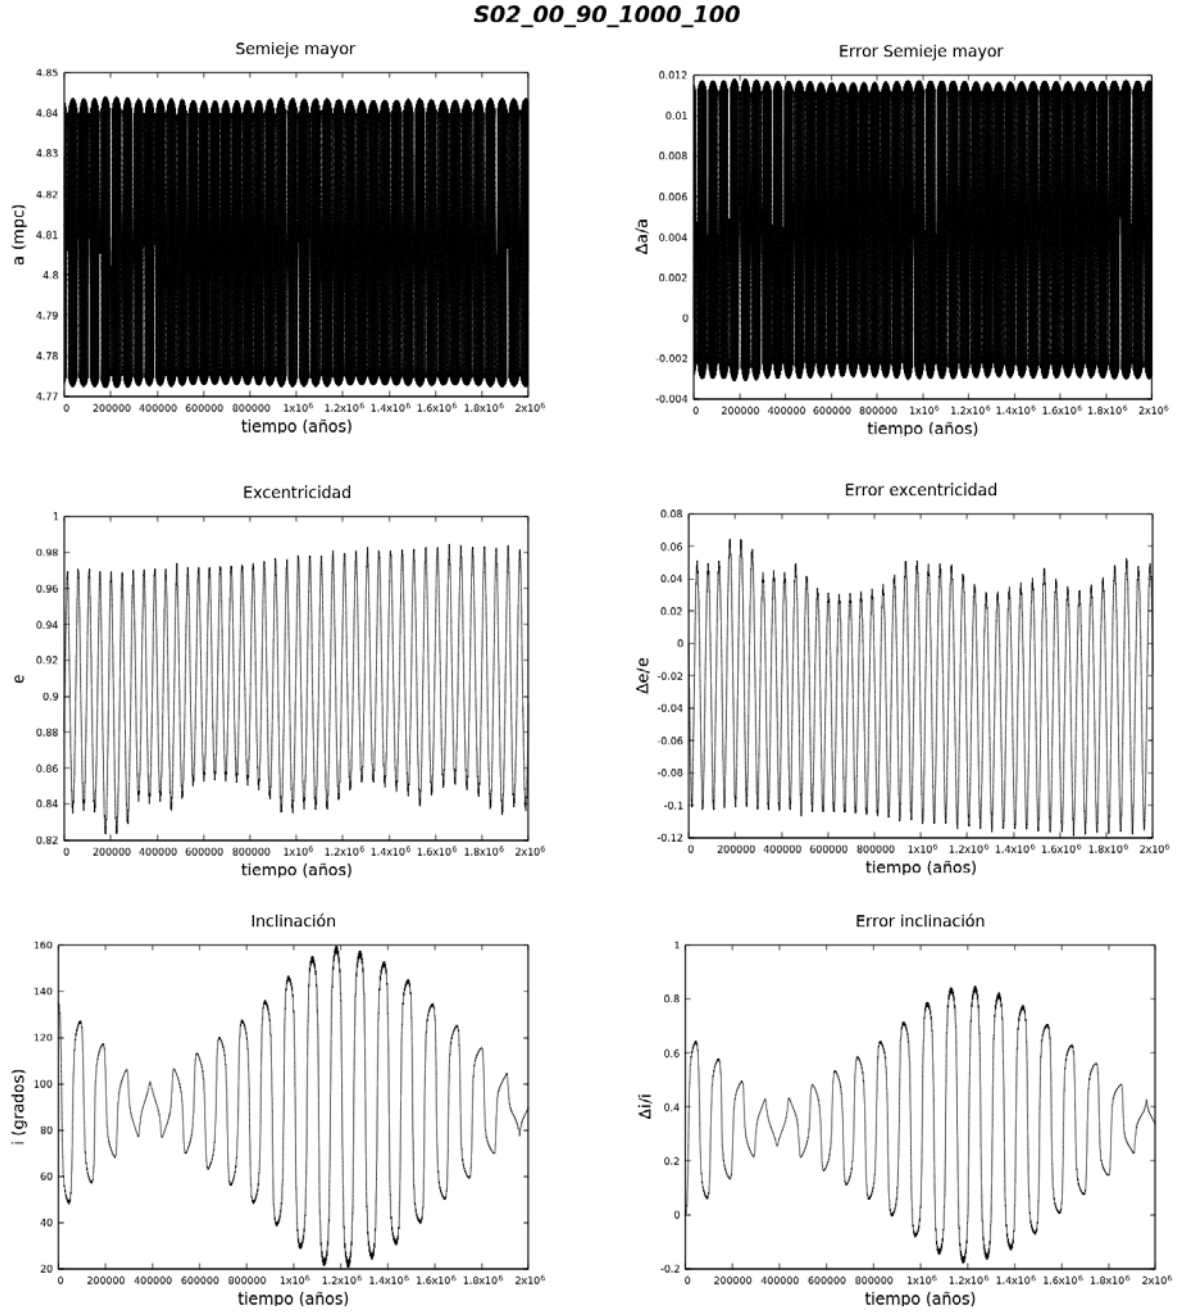 S02_00_90_1000_100
Semieje mayor
4.85
4.84
4.83
4.82
4.81
4.8
4.79
4.78
4.77
a (mpc)
0 200000 400000 600000 800000 1x10⁶ 1.2x10⁶ 1.4x10⁶ 1.6x10⁶ 1.8x10⁶ 2x10⁶
tiempo (años)
Error Semieje mayor
0.012
0.01
0.008
0.006
0.004
0.002
0
-0.002
-0.004
Δa/a
0 200000 400000 600000 800000 1x10⁶ 1.2x10⁶ 1.4x10⁶ 1.6x10⁶ 1.8x10⁶ 2x10⁶
tiempo (años)
Excentricidad
1
0.98
0.96
0.94
0.92
0.9
0.88
0.86
0.84
0.82
e
0 200000 400000 600000 800000 1x10⁶ 1.2x10⁶ 1.4x10⁶ 1.6x10⁶ 1.8x10⁶ 2x10⁶
tiempo (años)
Error excentricidad
0.08
0.06
0.04
0.02
0
-0.02
-0.04
-0.06
-0.08
-0.1
-0.12
Δe/e
0 200000 400000 600000 800000 1x10⁶ 1.2x10⁶ 1.4x10⁶ 1.6x10⁶ 1.8x10⁶ 2x10⁶
tiempo (años)
Inclinación
160
140
120
100
80
60
40
20
i (grados)
0 200000 400000 600000 800000 1x10⁶ 1.2x10⁶ 1.4x10⁶ 1.6x10⁶ 1.8x10⁶ 2x10⁶
tiempo (años)
Error inclinación
1
0.8
0.6
0.4
0.2
0
-0.2
Δi/i
0 200000 400000 600000 800000 1x10⁶ 1.2x10⁶ 1.4x10⁶ 1.6x10⁶ 1.8x10⁶ 2x10⁶
tiempo (años)